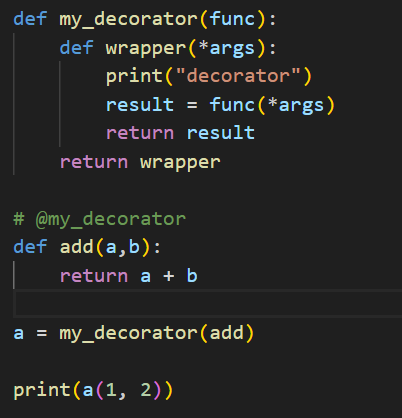 def my_decorator(func):
    def wrapper(*args):
        print("decorator")
        result = func(*args)
        return result
    return wrapper

# @my_decorator
def add(a,b):
    return a + b

a = my_decorator(add)

print(a(1, 2))